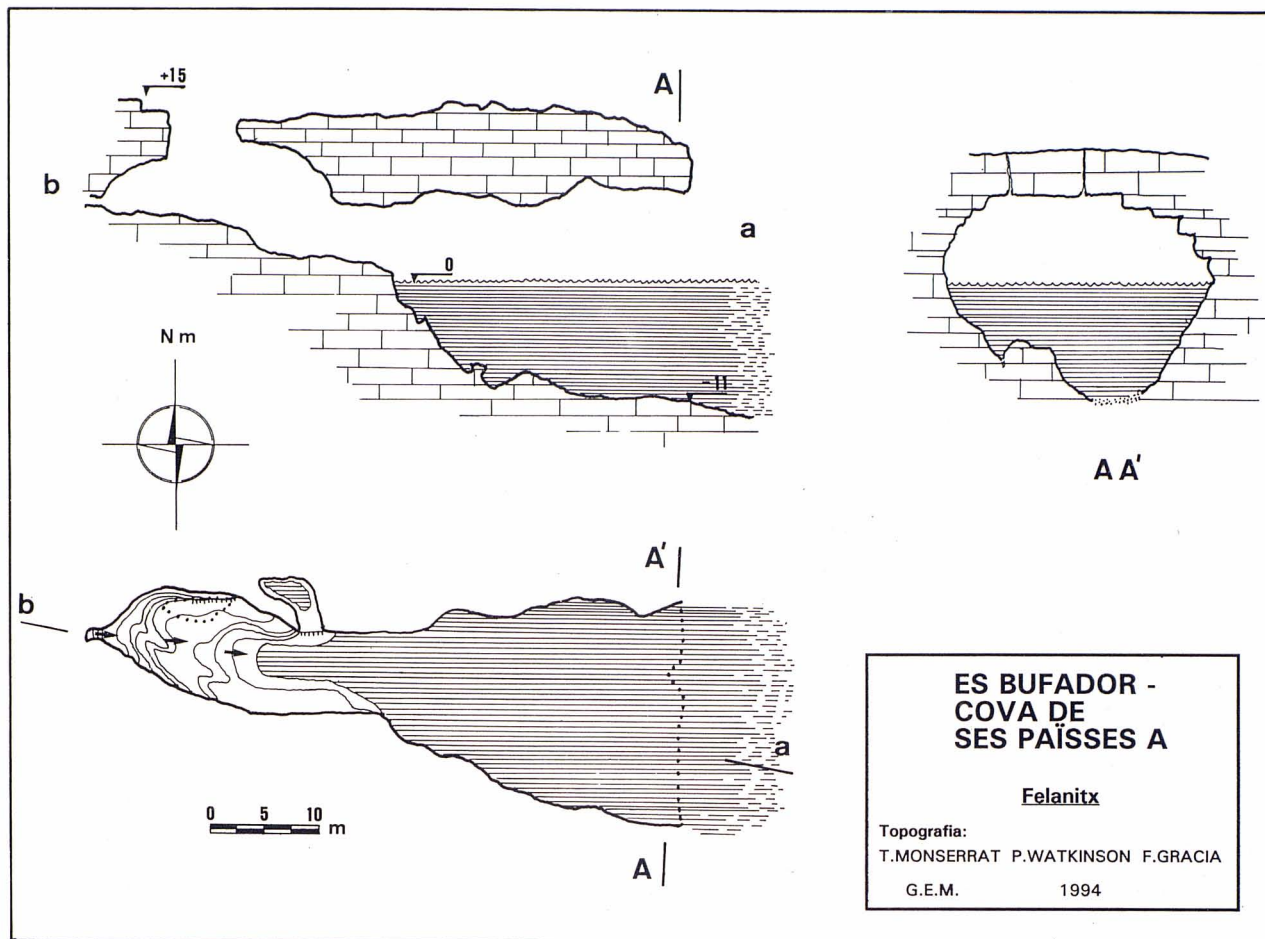 +15
A
b
a
0
N m
-11
A A'
A'
b
a
0 5 10 m
A
ES BUFADOR -
COVA DE
SES PAÏSSES A
Felanitx
Topografia:
T.MONSERRAT P.WATKINSON F.GRACIA
G.E.M. 1994